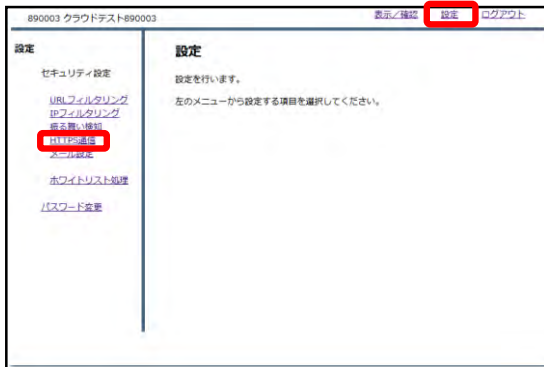 890003 クラウドテスト890003
表示／確認 設定 ログアウト
設定
セキュリティ設定
URLフィルタリング
IPフィルタリング
振る舞い検知
HTTPS通信
メール設定
ホワイトリスト処理
パスワード変更
設定
設定を行います。
左のメニューから設定する項目を選択してください。